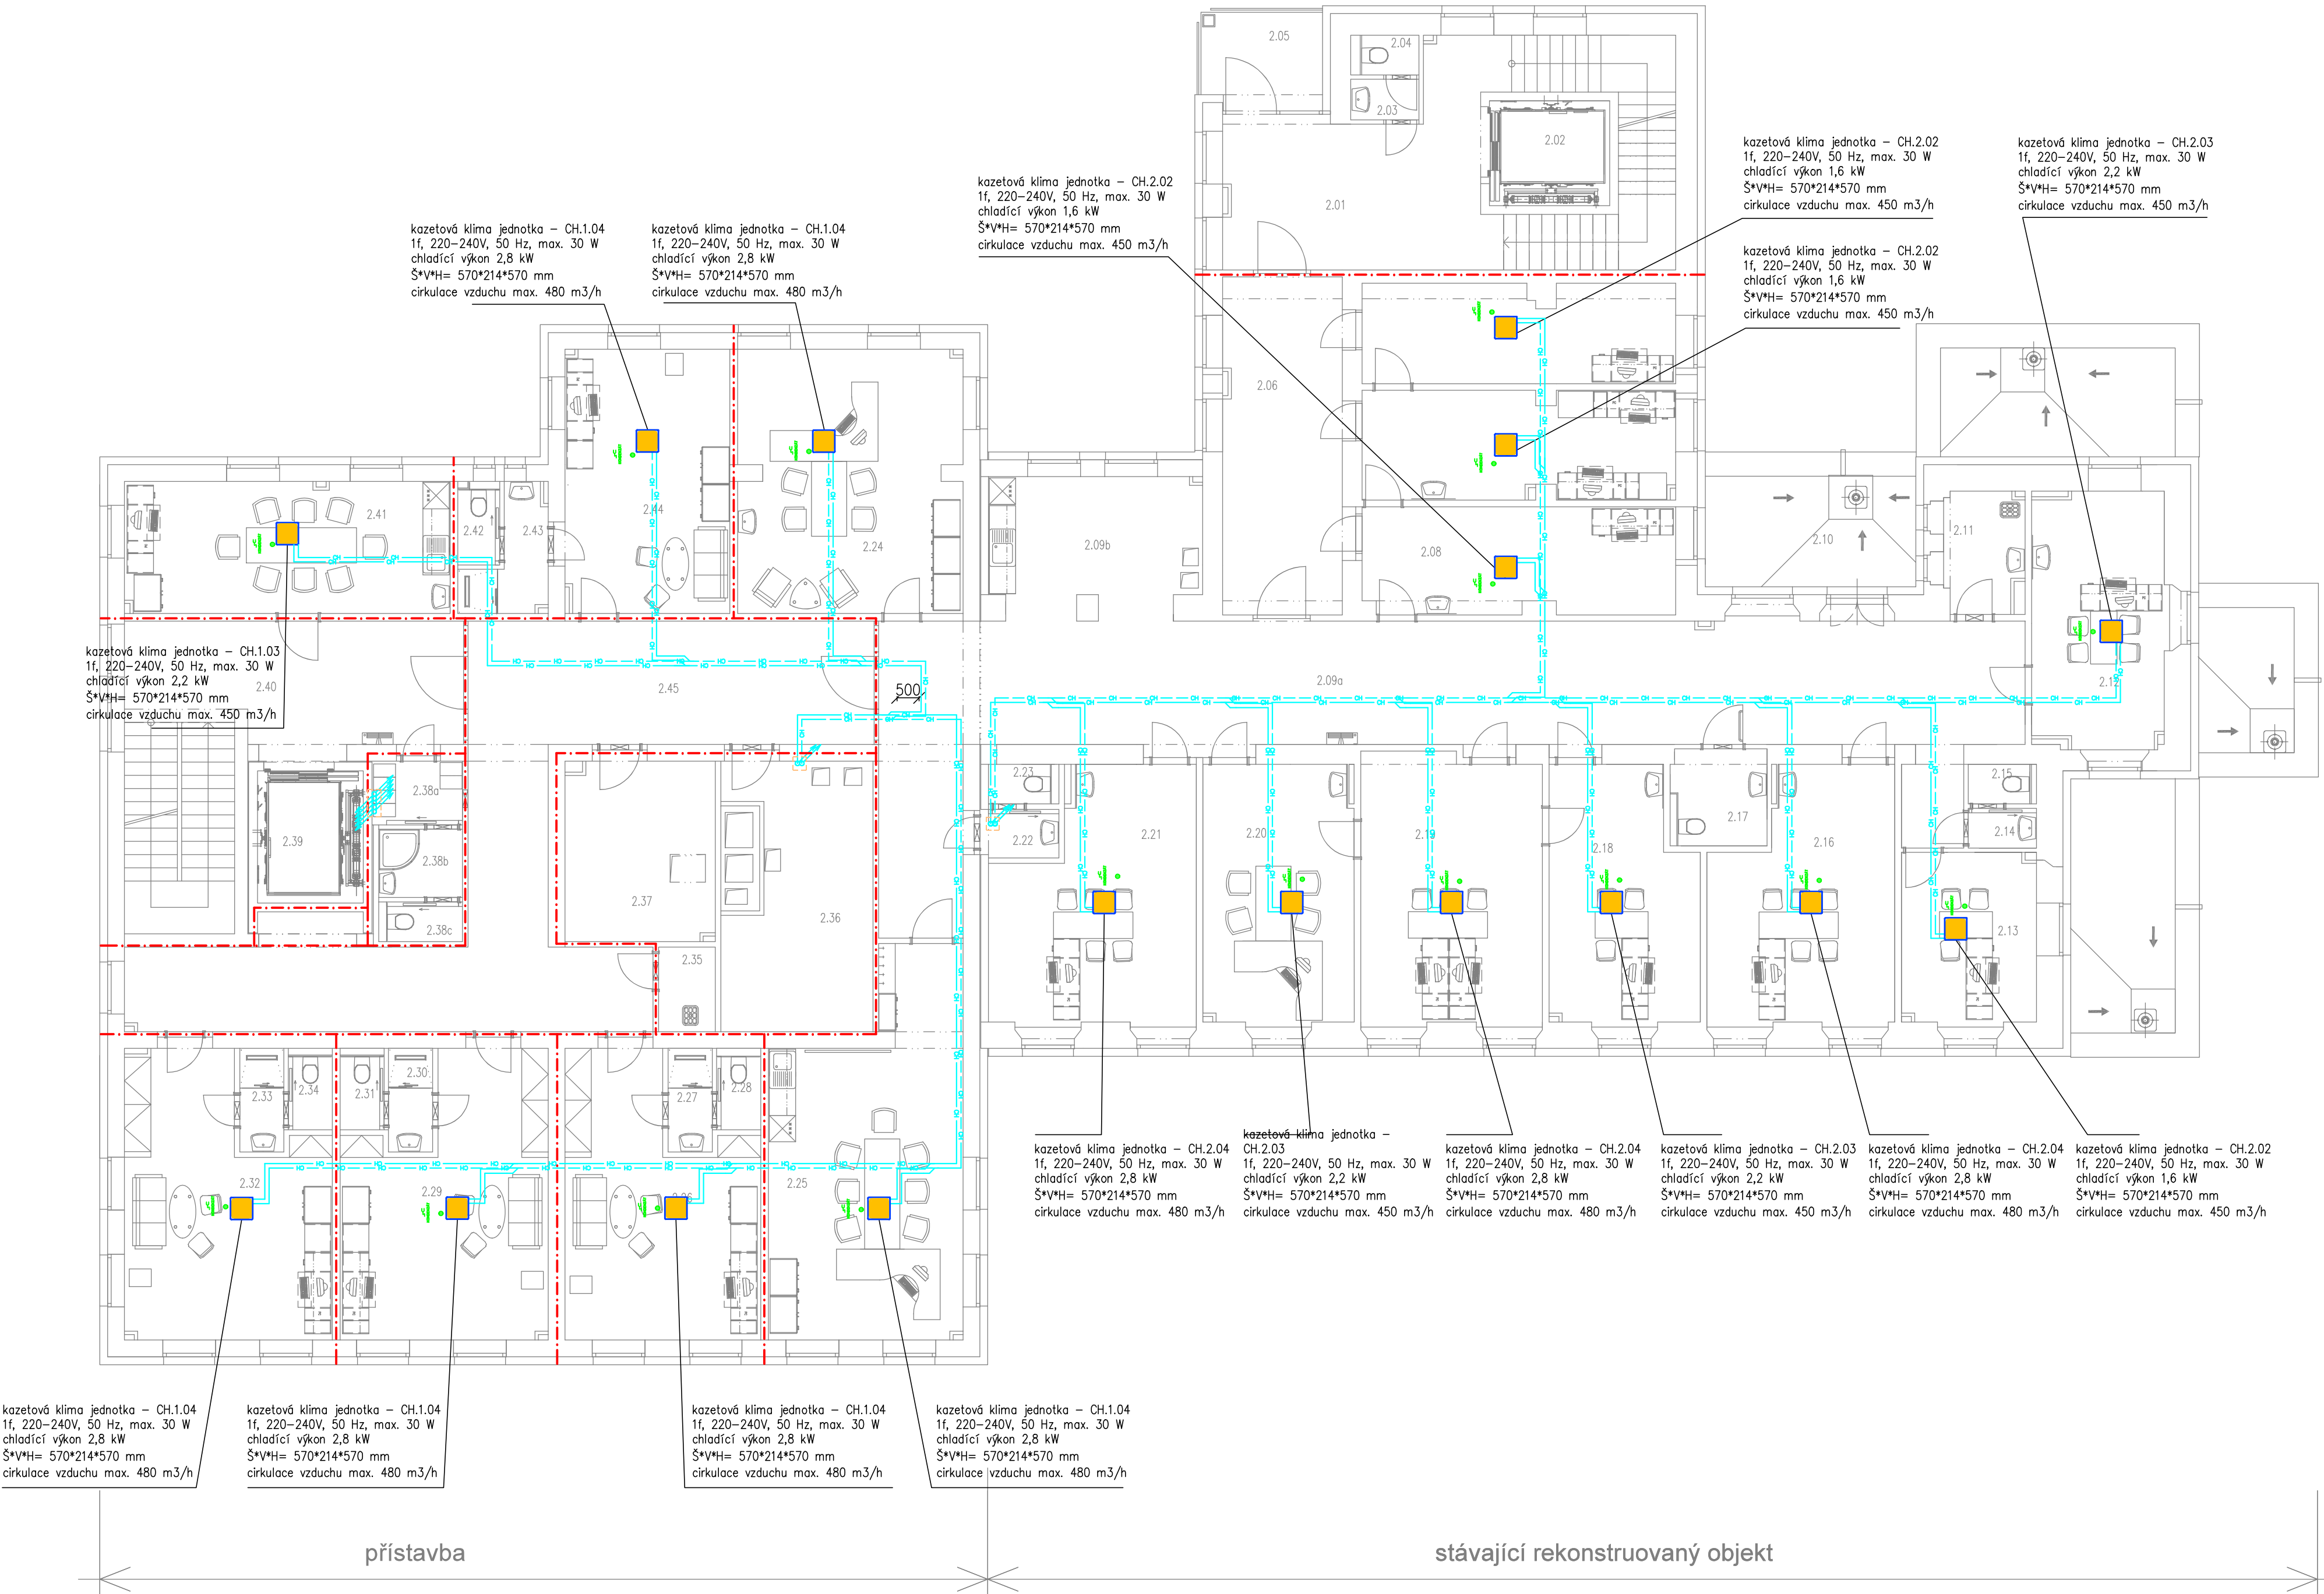 2.05
2.04
2.03
2.02
2.01
kazetová klima jednotka – CH.2.02
1f, 220–240V, 50 Hz, max. 30 W
chladící výkon 1,6 kW
Š*V*H= 570*214*570 mm
cirkulace vzduchu max. 450 m3/h
kazetová klima jednotka – CH.2.03
1f, 220–240V, 50 Hz, max. 30 W
chladící výkon 2,2 kW
Š*V*H= 570*214*570 mm
cirkulace vzduchu max. 450 m3/h
kazetová klima jednotka – CH.2.02
1f, 220–240V, 50 Hz, max. 30 W
chladící výkon 1,6 kW
Š*V*H= 570*214*570 mm
cirkulace vzduchu max. 450 m3/h
kazetová klima jednotka – CH.1.04
1f, 220–240V, 50 Hz, max. 30 W
chladící výkon 2,8 kW
Š*V*H= 570*214*570 mm
cirkulace vzduchu max. 480 m3/h
kazetová klima jednotka – CH.1.04
1f, 220–240V, 50 Hz, max. 30 W
chladící výkon 2,8 kW
Š*V*H= 570*214*570 mm
cirkulace vzduchu max. 480 m3/h
kazetová klima jednotka – CH.2.02
1f, 220–240V, 50 Hz, max. 30 W
chladící výkon 1,6 kW
Š*V*H= 570*214*570 mm
cirkulace vzduchu max. 450 m3/h
2.06
2.41
2.42
2.43
2.44
2.24
2.09b
2.08
2.10
2.11
kazetová klima jednotka – CH.1.03
1f, 220–240V, 50 Hz, max. 30 W
chladící výkon 2,2 kW
Š*V*H= 570*214*570 mm
cirkulace vzduchu max. 450 m3/h
2.40
2.45
500
2.09a
2.12
2.39
2.38a
2.38b
2.38c
2.37
2.36
2.35
2.23
2.22
2.21
2.20
2.19
2.18
2.17
2.16
2.15
2.14
2.13
2.33
2.34
2.31
2.30
2.27
2.28
2.32
2.29
2.26
2.25
kazetová klima jednotka – CH.2.04
1f, 220–240V, 50 Hz, max. 30 W
chladící výkon 2,8 kW
Š*V*H= 570*214*570 mm
cirkulace vzduchu max. 480 m3/h
kazetová klima jednotka –
CH.2.03
1f, 220–240V, 50 Hz, max. 30 W
chladící výkon 2,2 kW
Š*V*H= 570*214*570 mm
cirkulace vzduchu max. 450 m3/h
kazetová klima jednotka – CH.2.04
1f, 220–240V, 50 Hz, max. 30 W
chladící výkon 2,8 kW
Š*V*H= 570*214*570 mm
cirkulace vzduchu max. 480 m3/h
kazetová klima jednotka – CH.2.03
1f, 220–240V, 50 Hz, max. 30 W
chladící výkon 2,2 kW
Š*V*H= 570*214*570 mm
cirkulace vzduchu max. 450 m3/h
kazetová klima jednotka – CH.2.04
1f, 220–240V, 50 Hz, max. 30 W
chladící výkon 2,8 kW
Š*V*H= 570*214*570 mm
cirkulace vzduchu max. 480 m3/h
kazetová klima jednotka – CH.2.02
1f, 220–240V, 50 Hz, max. 30 W
chladící výkon 1,6 kW
Š*V*H= 570*214*570 mm
cirkulace vzduchu max. 450 m3/h
kazetová klima jednotka – CH.1.04
1f, 220–240V, 50 Hz, max. 30 W
chladící výkon 2,8 kW
Š*V*H= 570*214*570 mm
cirkulace vzduchu max. 480 m3/h
kazetová klima jednotka – CH.1.04
1f, 220–240V, 50 Hz, max. 30 W
chladící výkon 2,8 kW
Š*V*H= 570*214*570 mm
cirkulace vzduchu max. 480 m3/h
kazetová klima jednotka – CH.1.04
1f, 220–240V, 50 Hz, max. 30 W
chladící výkon 2,8 kW
Š*V*H= 570*214*570 mm
cirkulace vzduchu max. 480 m3/h
kazetová klima jednotka – CH.1.04
1f, 220–240V, 50 Hz, max. 30 W
chladící výkon 2,8 kW
Š*V*H= 570*214*570 mm
cirkulace vzduchu max. 480 m3/h
přístavba
stávající rekonstruovaný objekt